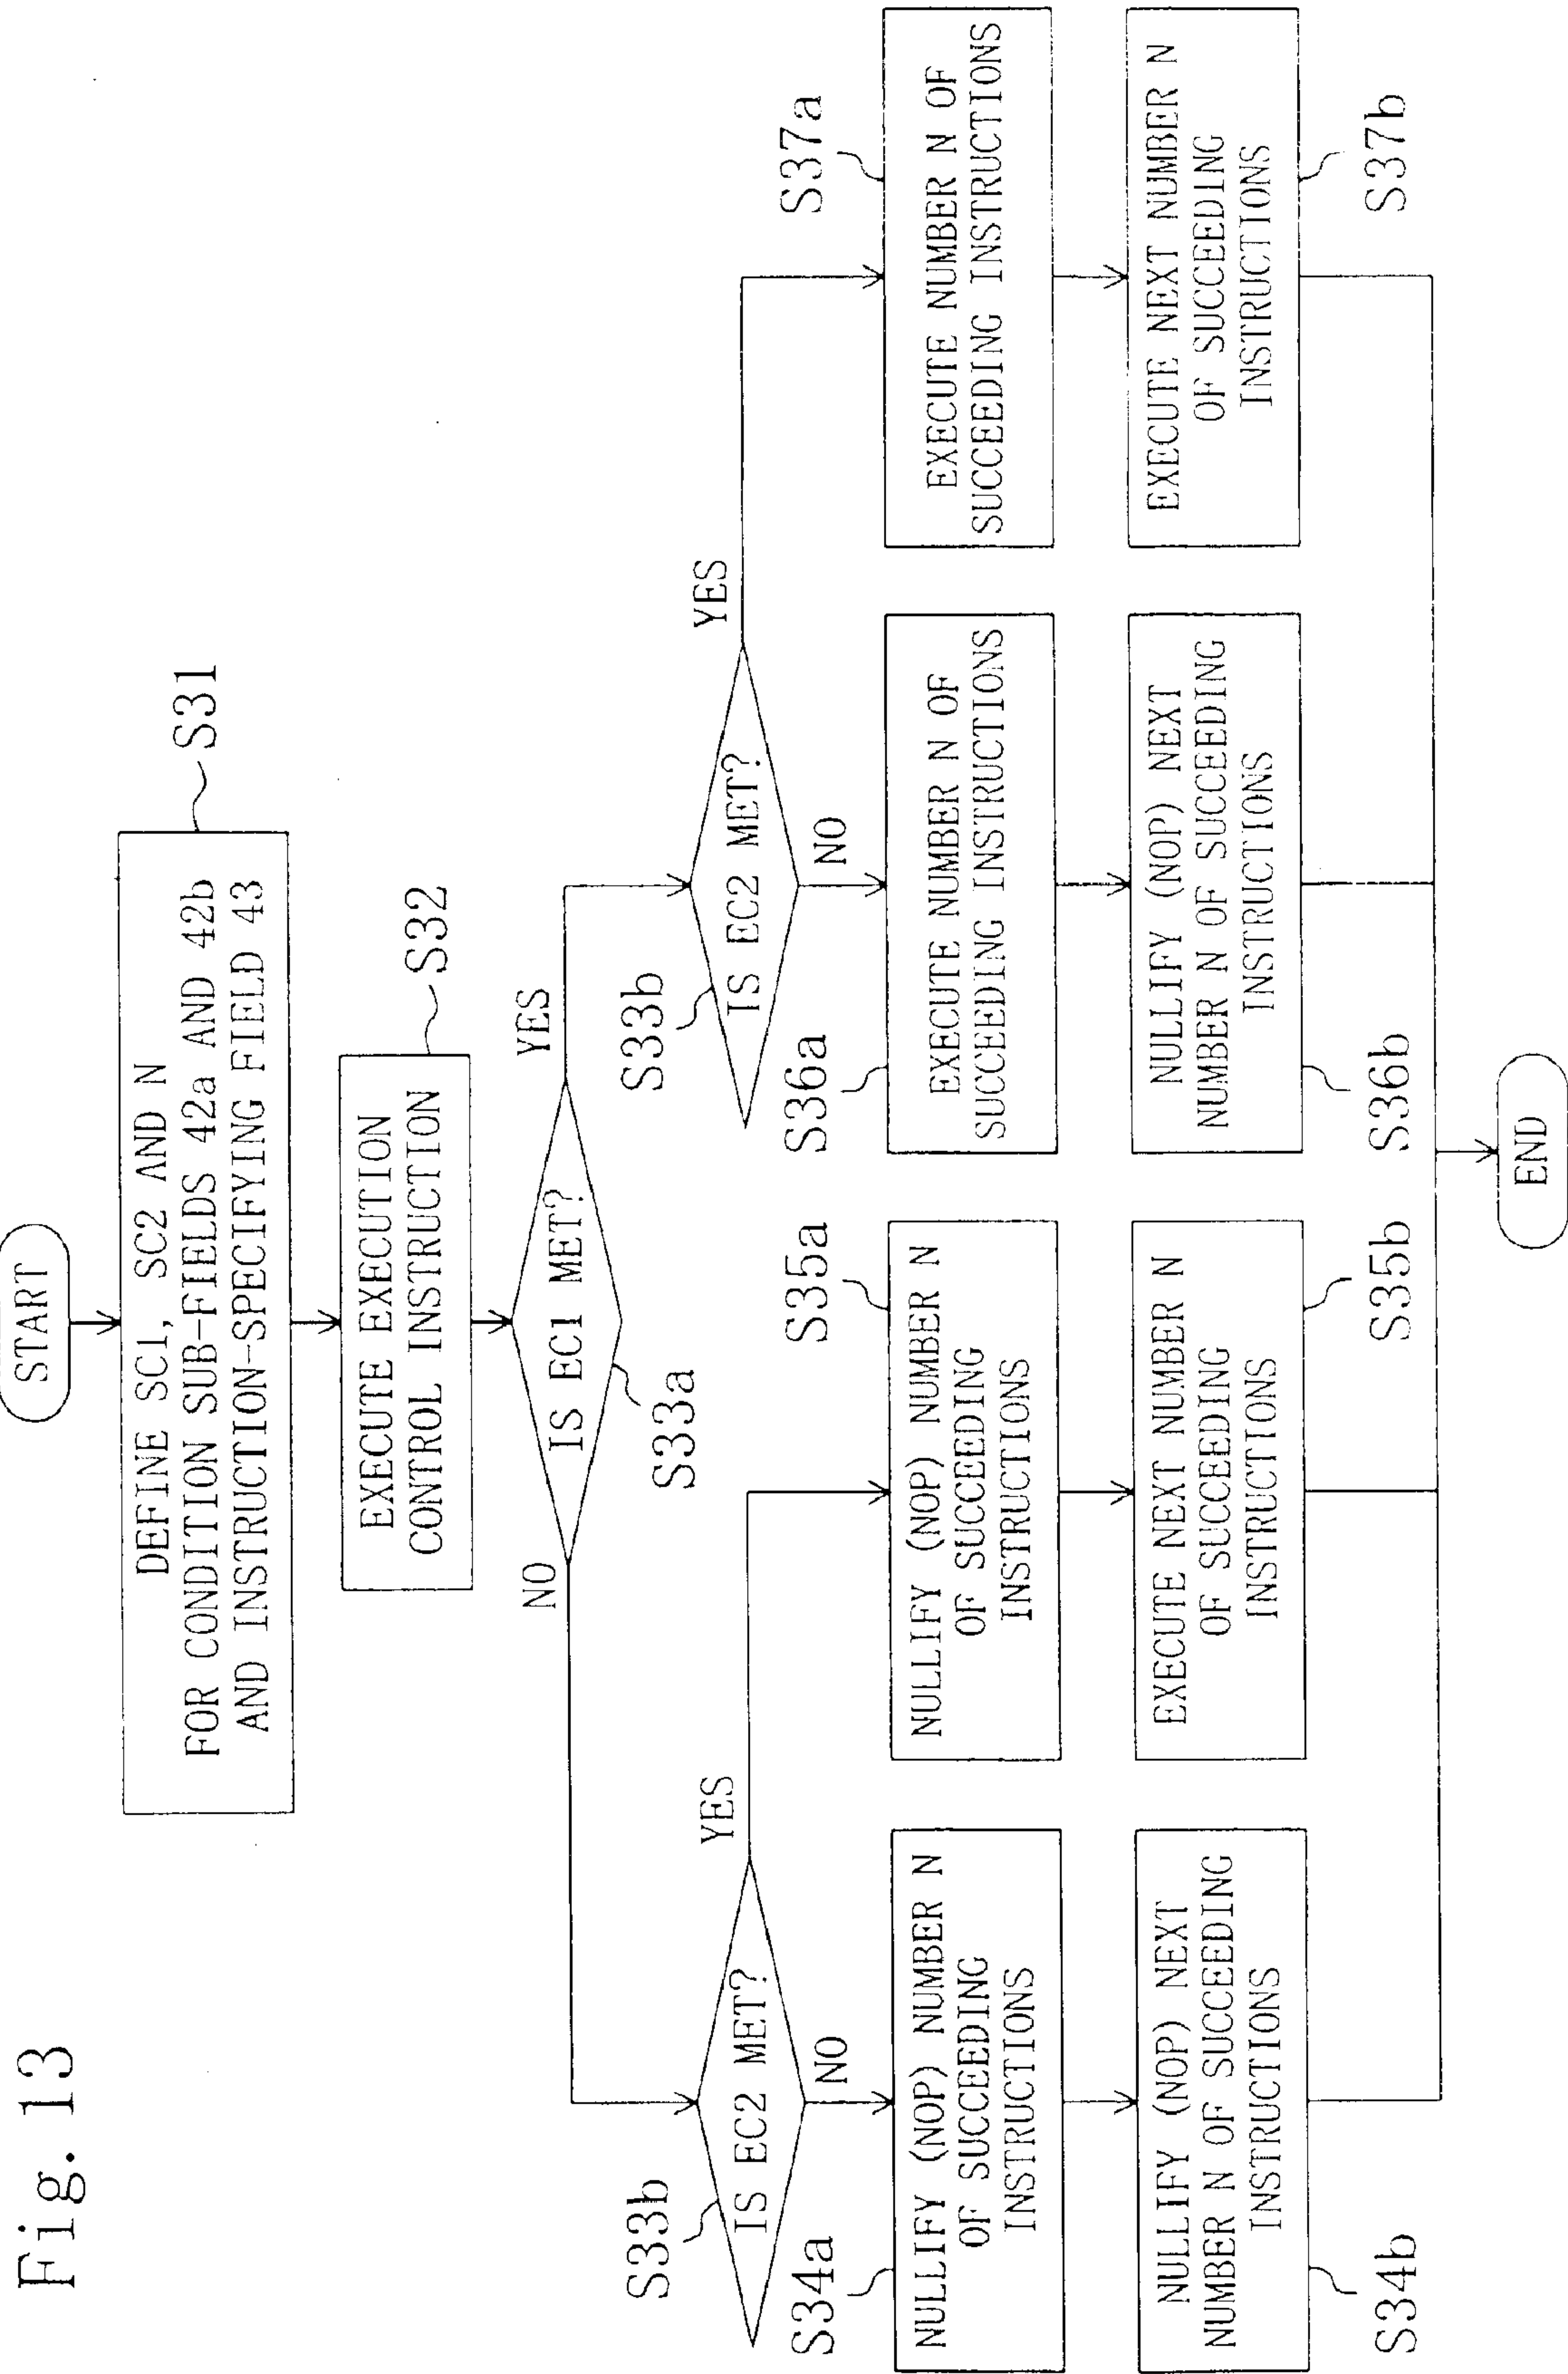 Fig. 13
START
DEFINE SC1, SC2 AND N
FOR CONDITION SUB-FIELDS 42a AND 42b
AND INSTRUCTION-SPECIFYING FIELD 43
S31
EXECUTE EXECUTION
CONTROL INSTRUCTION
S32
IS EC1 MET?
S33a
NO
YES
S33b
IS EC2 MET?
YES
NO
S33b
IS EC2 MET?
YES
NO
S34a
NULLIFY (NOP) NUMBER N
OF SUCCEEDING
INSTRUCTIONS
S35a
NULLIFY (NOP) NUMBER N
OF SUCCEEDING
INSTRUCTIONS
S36a
EXECUTE NUMBER N OF
SUCCEEDING INSTRUCTIONS
S37a
EXECUTE NUMBER N OF
SUCCEEDING INSTRUCTIONS
NULLIFY (NOP) NEXT
NUMBER N OF SUCCEEDING
INSTRUCTIONS
S34b
EXECUTE NEXT NUMBER N
OF SUCCEEDING
INSTRUCTIONS
S35b
NULLIFY (NOP) NEXT
NUMBER N OF SUCCEEDING
INSTRUCTIONS
S36b
EXECUTE NEXT NUMBER N
OF SUCCEEDING
INSTRUCTIONS
S37b
END